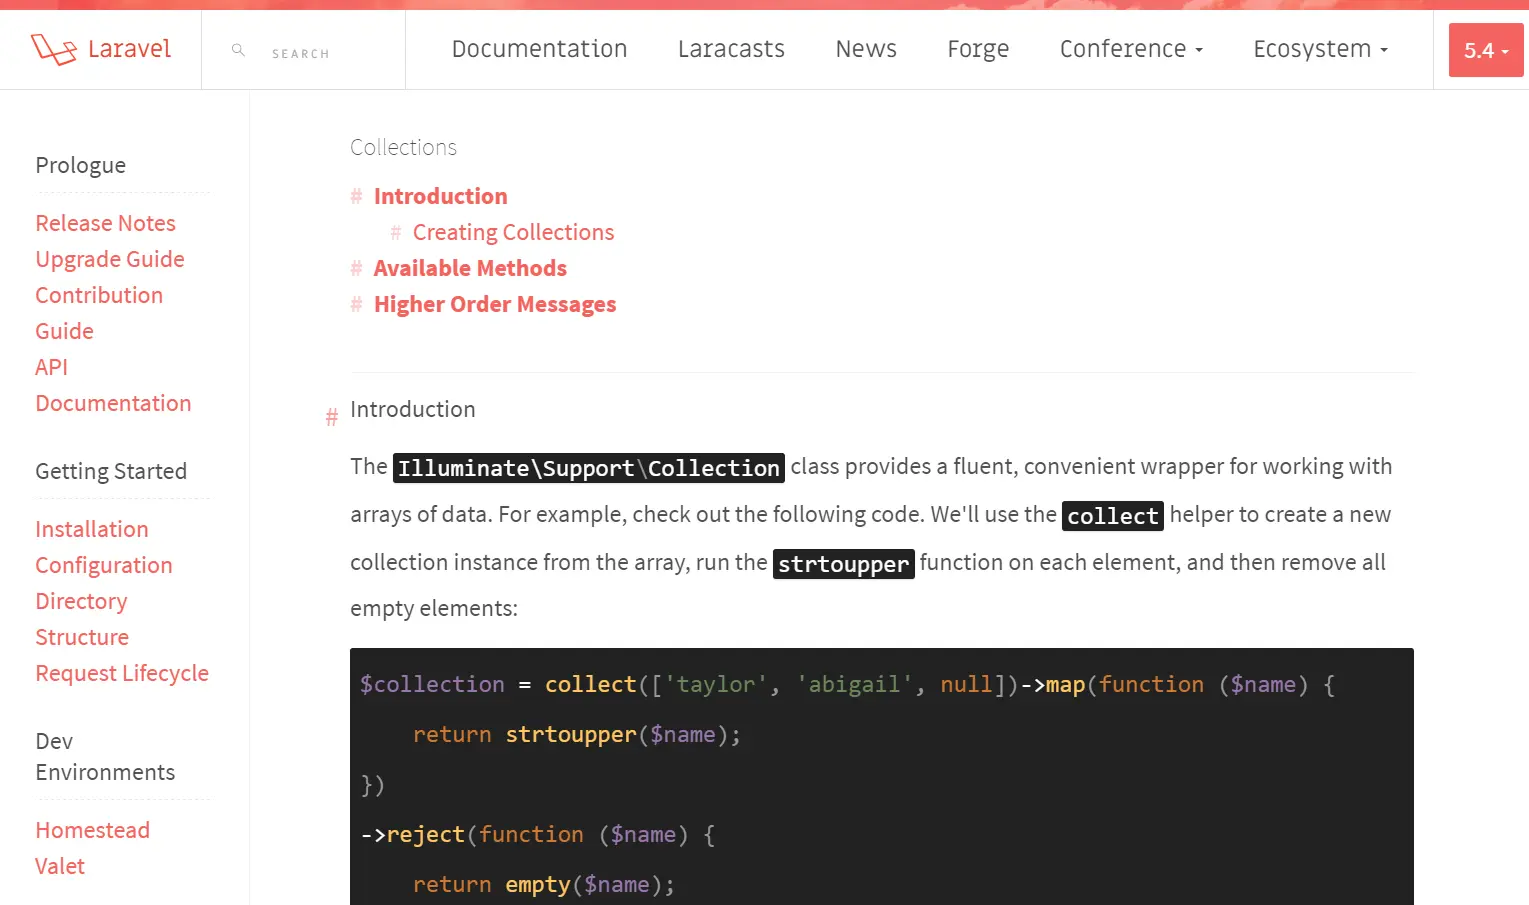 Laravel
SEARCH
Documentation
Laracasts
News
Forge
Conference
Ecosystem
5.4
Prologue
Release Notes
Upgrade Guide
Contribution
Guide
API
Documentation
Getting Started
Installation
Configuration
Directory
Structure
Request Lifecycle
Dev
Environments
Homestead
Valet
Collections
# Introduction
# Creating Collections
# Available Methods
# Higher Order Messages
# Introduction
The Illuminate\Support\Collection class provides a fluent, convenient wrapper for working with
arrays of data. For example, check out the following code. We'll use the collect helper to create a new
collection instance from the array, run the strtoupper function on each element, and then remove all
empty elements:
$collection = collect(['taylor', 'abigail', null])->map(function ($name) {
    return strtoupper($name);
})
->reject(function ($name) {
    return empty($name);